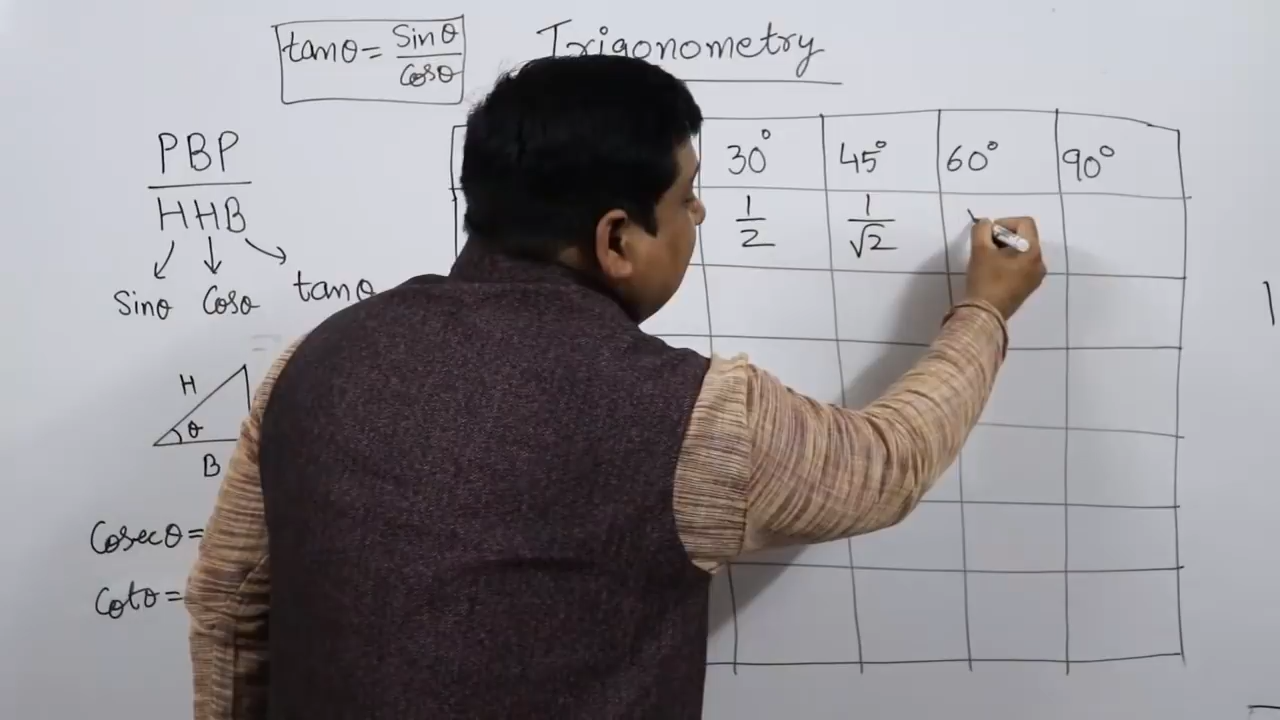 tanθ = Sinθ
Cosθ
Trigonometry
PBP
HHB
Sinθ Cosθ tanθ
H
θ
B
Cosecθ =
Cotθ =
30° 45° 60° 90°
1 1
2 √2